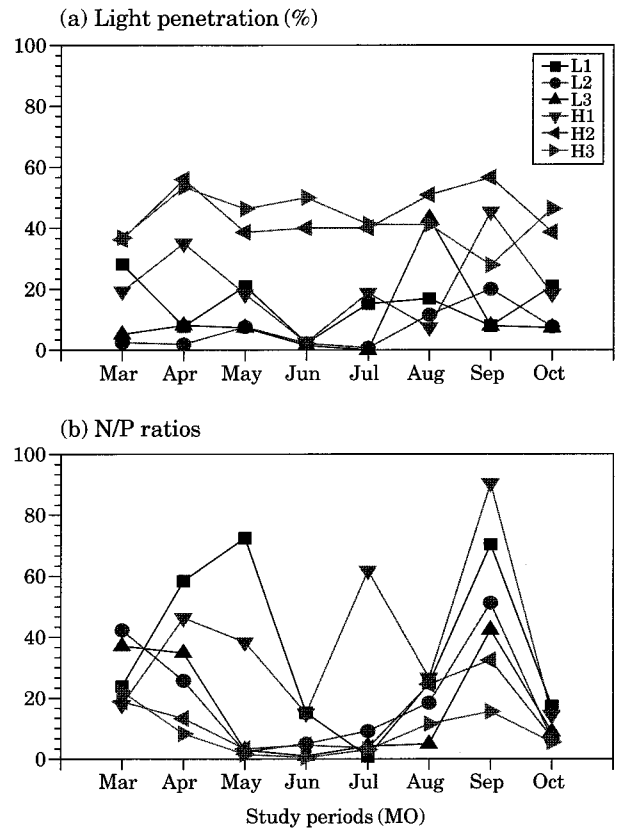 (a) Light penetration (%)
100
80
60
40
20
0
L1
L2
L3
H1
H2
H3
Mar Apr May Jun Jul Aug Sep Oct
(b) N/P ratios
100
80
60
40
20
0
Mar Apr May Jun Jul Aug Sep Oct
Study periods (MO)